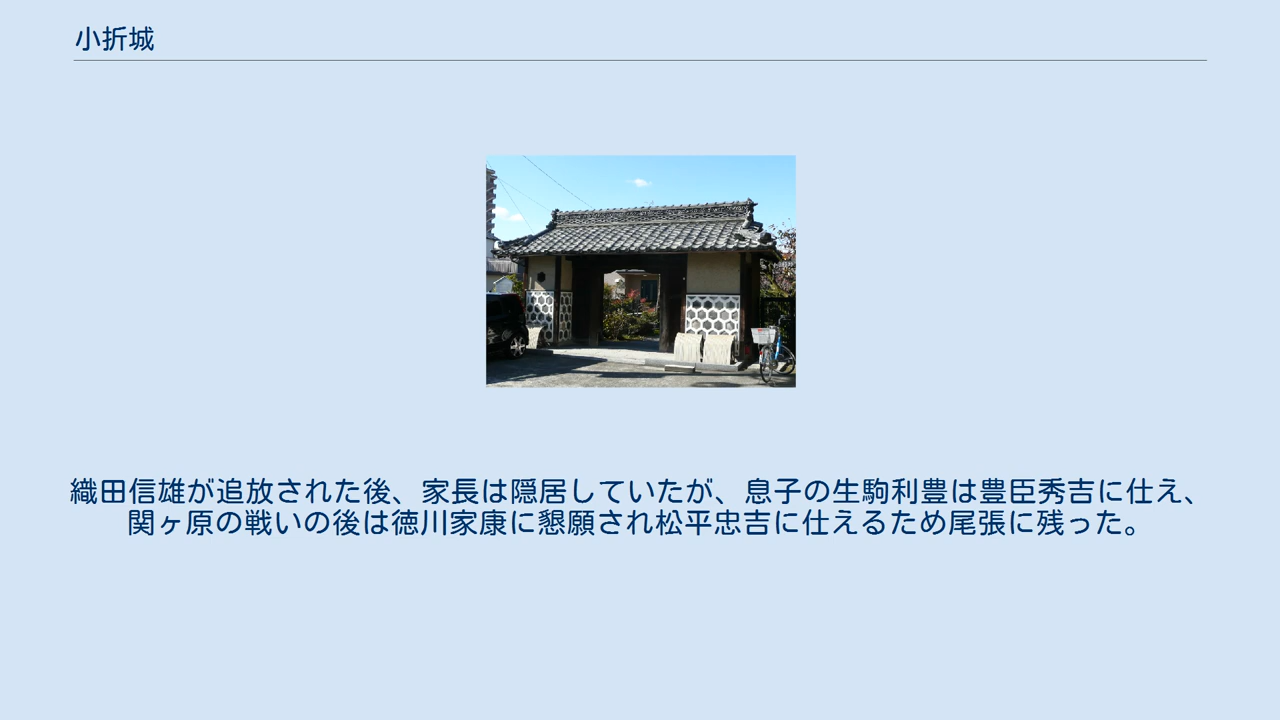 小折城
織田信雄が追放された後、家長は隠居していたが、息子の生駒利豊は豊臣秀吉に仕え、
関ヶ原の戦いの後は徳川家康に懇願され松平忠吉に仕えるため尾張に残った。